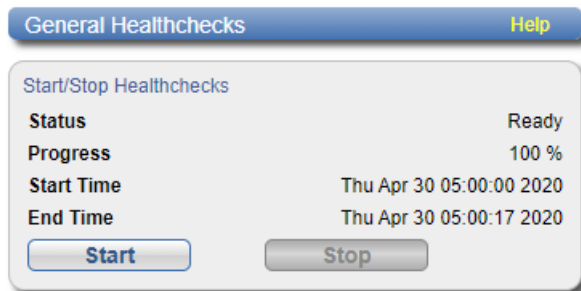 General Healthchecks Help
Start/Stop Healthchecks
Status Ready
Progress 100 %
Start Time Thu Apr 30 05:00:00 2020
End Time Thu Apr 30 05:00:17 2020
Start Stop